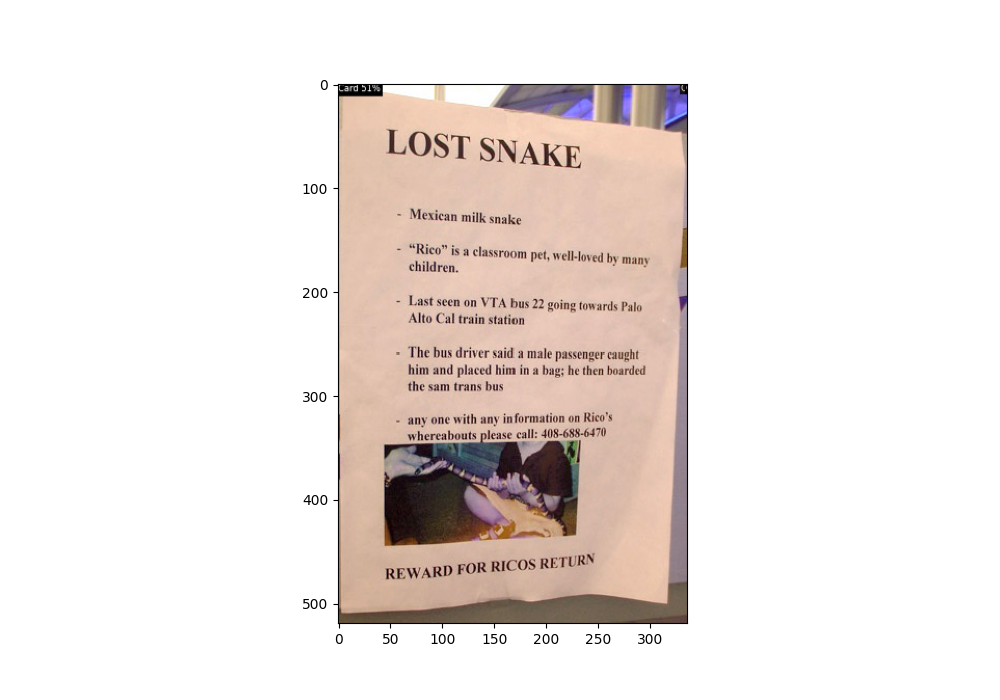 Card 51%
LOST SNAKE
- Mexican milk snake
- “Rico” is a classroom pet, well-loved by many
children.
- Last seen on VTA bus 22 going towards Palo
Alto Cal train station
- The bus driver said a male passenger caught
him and placed him in a bag; he then boarded
the sam trans bus
- any one with any information on Rico’s
whereabouts please call: 408-688-6470
REWARD FOR RICOS RETURN
0
100
200
300
400
500
0 50 100 150 200 250 300